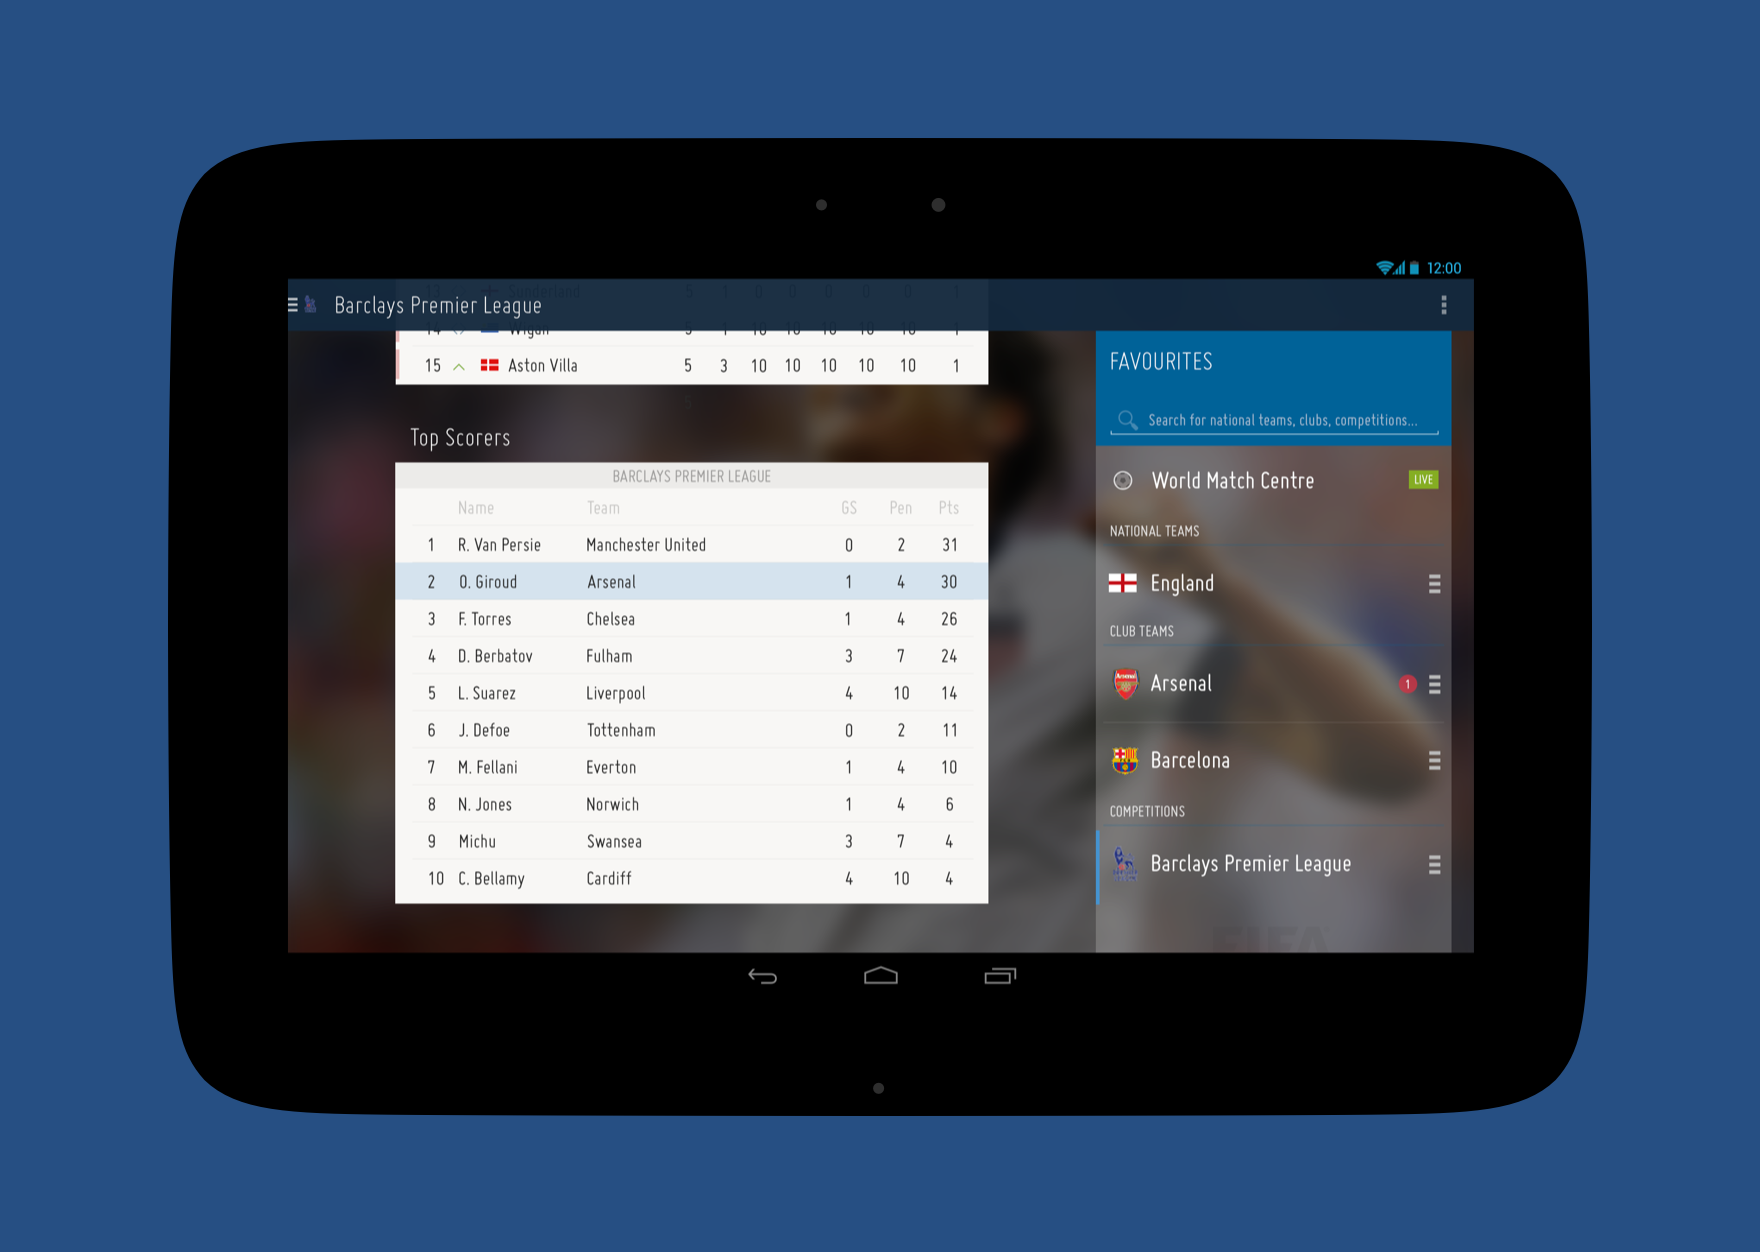 12:00
Barclays Premier League
13 Sunderland 5 1 0 0 0 0 0 1
14 Wigan 5 1 10 10 10 10 10 1
15 Aston Villa 5 3 10 10 10 10 10 1
Top Scorers
BARCLAYS PREMIER LEAGUE
Name Team GS Pen Pts
1 R. Van Persie Manchester United 0 2 31
2 O. Giroud Arsenal 1 4 30
3 F. Torres Chelsea 1 4 26
4 D. Berbatov Fulham 3 7 24
5 L. Suarez Liverpool 4 10 14
6 J. Defoe Tottenham 0 2 11
7 M. Fellani Everton 1 4 10
8 N. Jones Norwich 1 4 6
9 Michu Swansea 3 7 4
10 C. Bellamy Cardiff 4 10 4
FAVOURITES
Search for national teams, clubs, competitions...
World Match Centre LIVE
NATIONAL TEAMS
England
CLUB TEAMS
Arsenal 1
Barcelona
COMPETITIONS
Barclays Premier League
FIFA